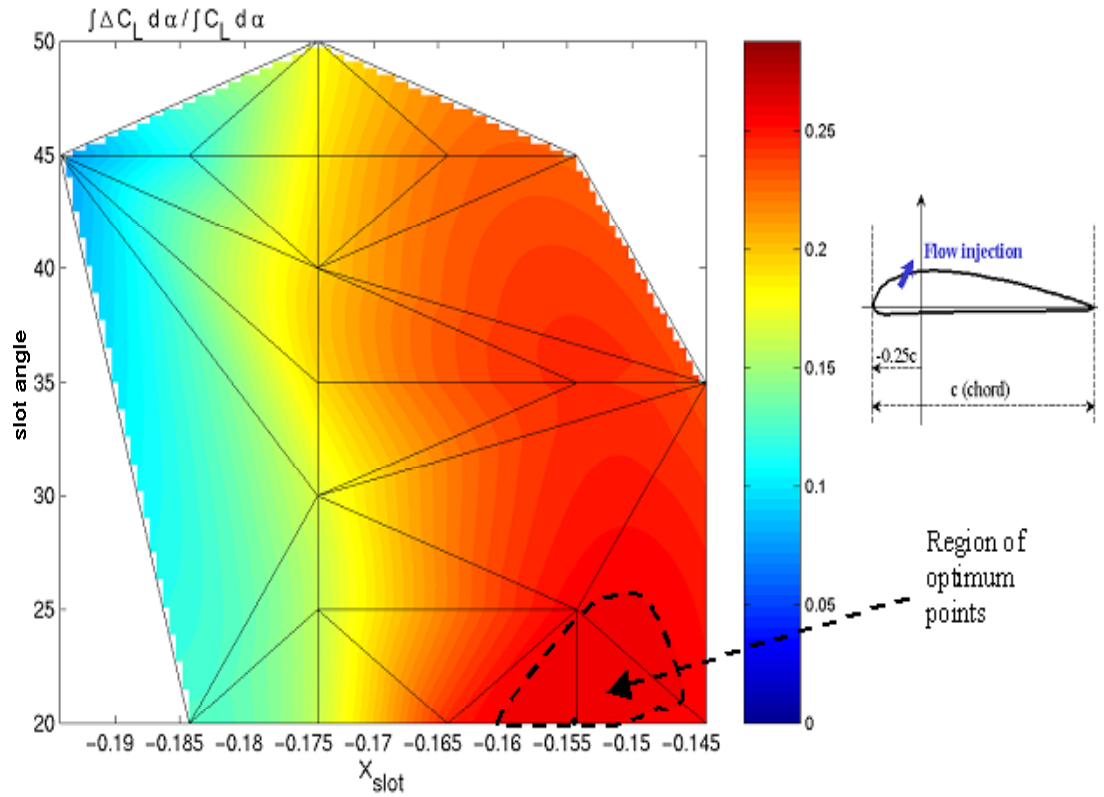 ∫ΔC_L dα/∫C_L dα
50
45
40
35
30
25
20
slot angle
−0.19 −0.185 −0.18 −0.175 −0.17 −0.165 −0.16 −0.155 −0.15 −0.145
X_slot
0.25
0.2
0.15
0.1
0.05
0
Flow injection
-0.25c
c (chord)
Region of
optimum
points